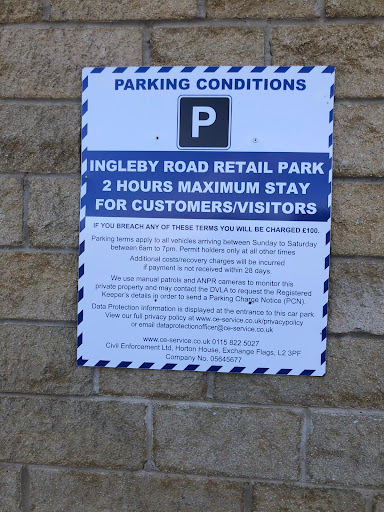 PARKING CONDITIONS
P
INGLEBY ROAD RETAIL PARK
2 HOURS MAXIMUM STAY
FOR CUSTOMERS/VISITORS
IF YOU BREACH ANY OF THESE TERMS YOU WILL BE CHARGED £100.
Parking terms apply to all vehicles arriving between Sunday to Saturday
between 6am to 7pm. Permit holders only at all other times
Additional costs/recovery charges will be incurred
if payment is not received within 28 days.
We use manual patrols and ANPR cameras to monitor this
private property and may contact the DVLA to request the Registered
Keeper's details in order to send a Parking Charge Notice (PCN).
Data Protection Information is displayed at the entrance to this car park.
View our full privacy policy at www.ce-service.co.uk/privacypolicy
or email dataprotectionofficer@ce-service.co.uk
www.ce-service.co.uk 0115 822 5027
Civil Enforcement Ltd, Horton House, Exchange Flags, L2 3PF
Company No. 05645677